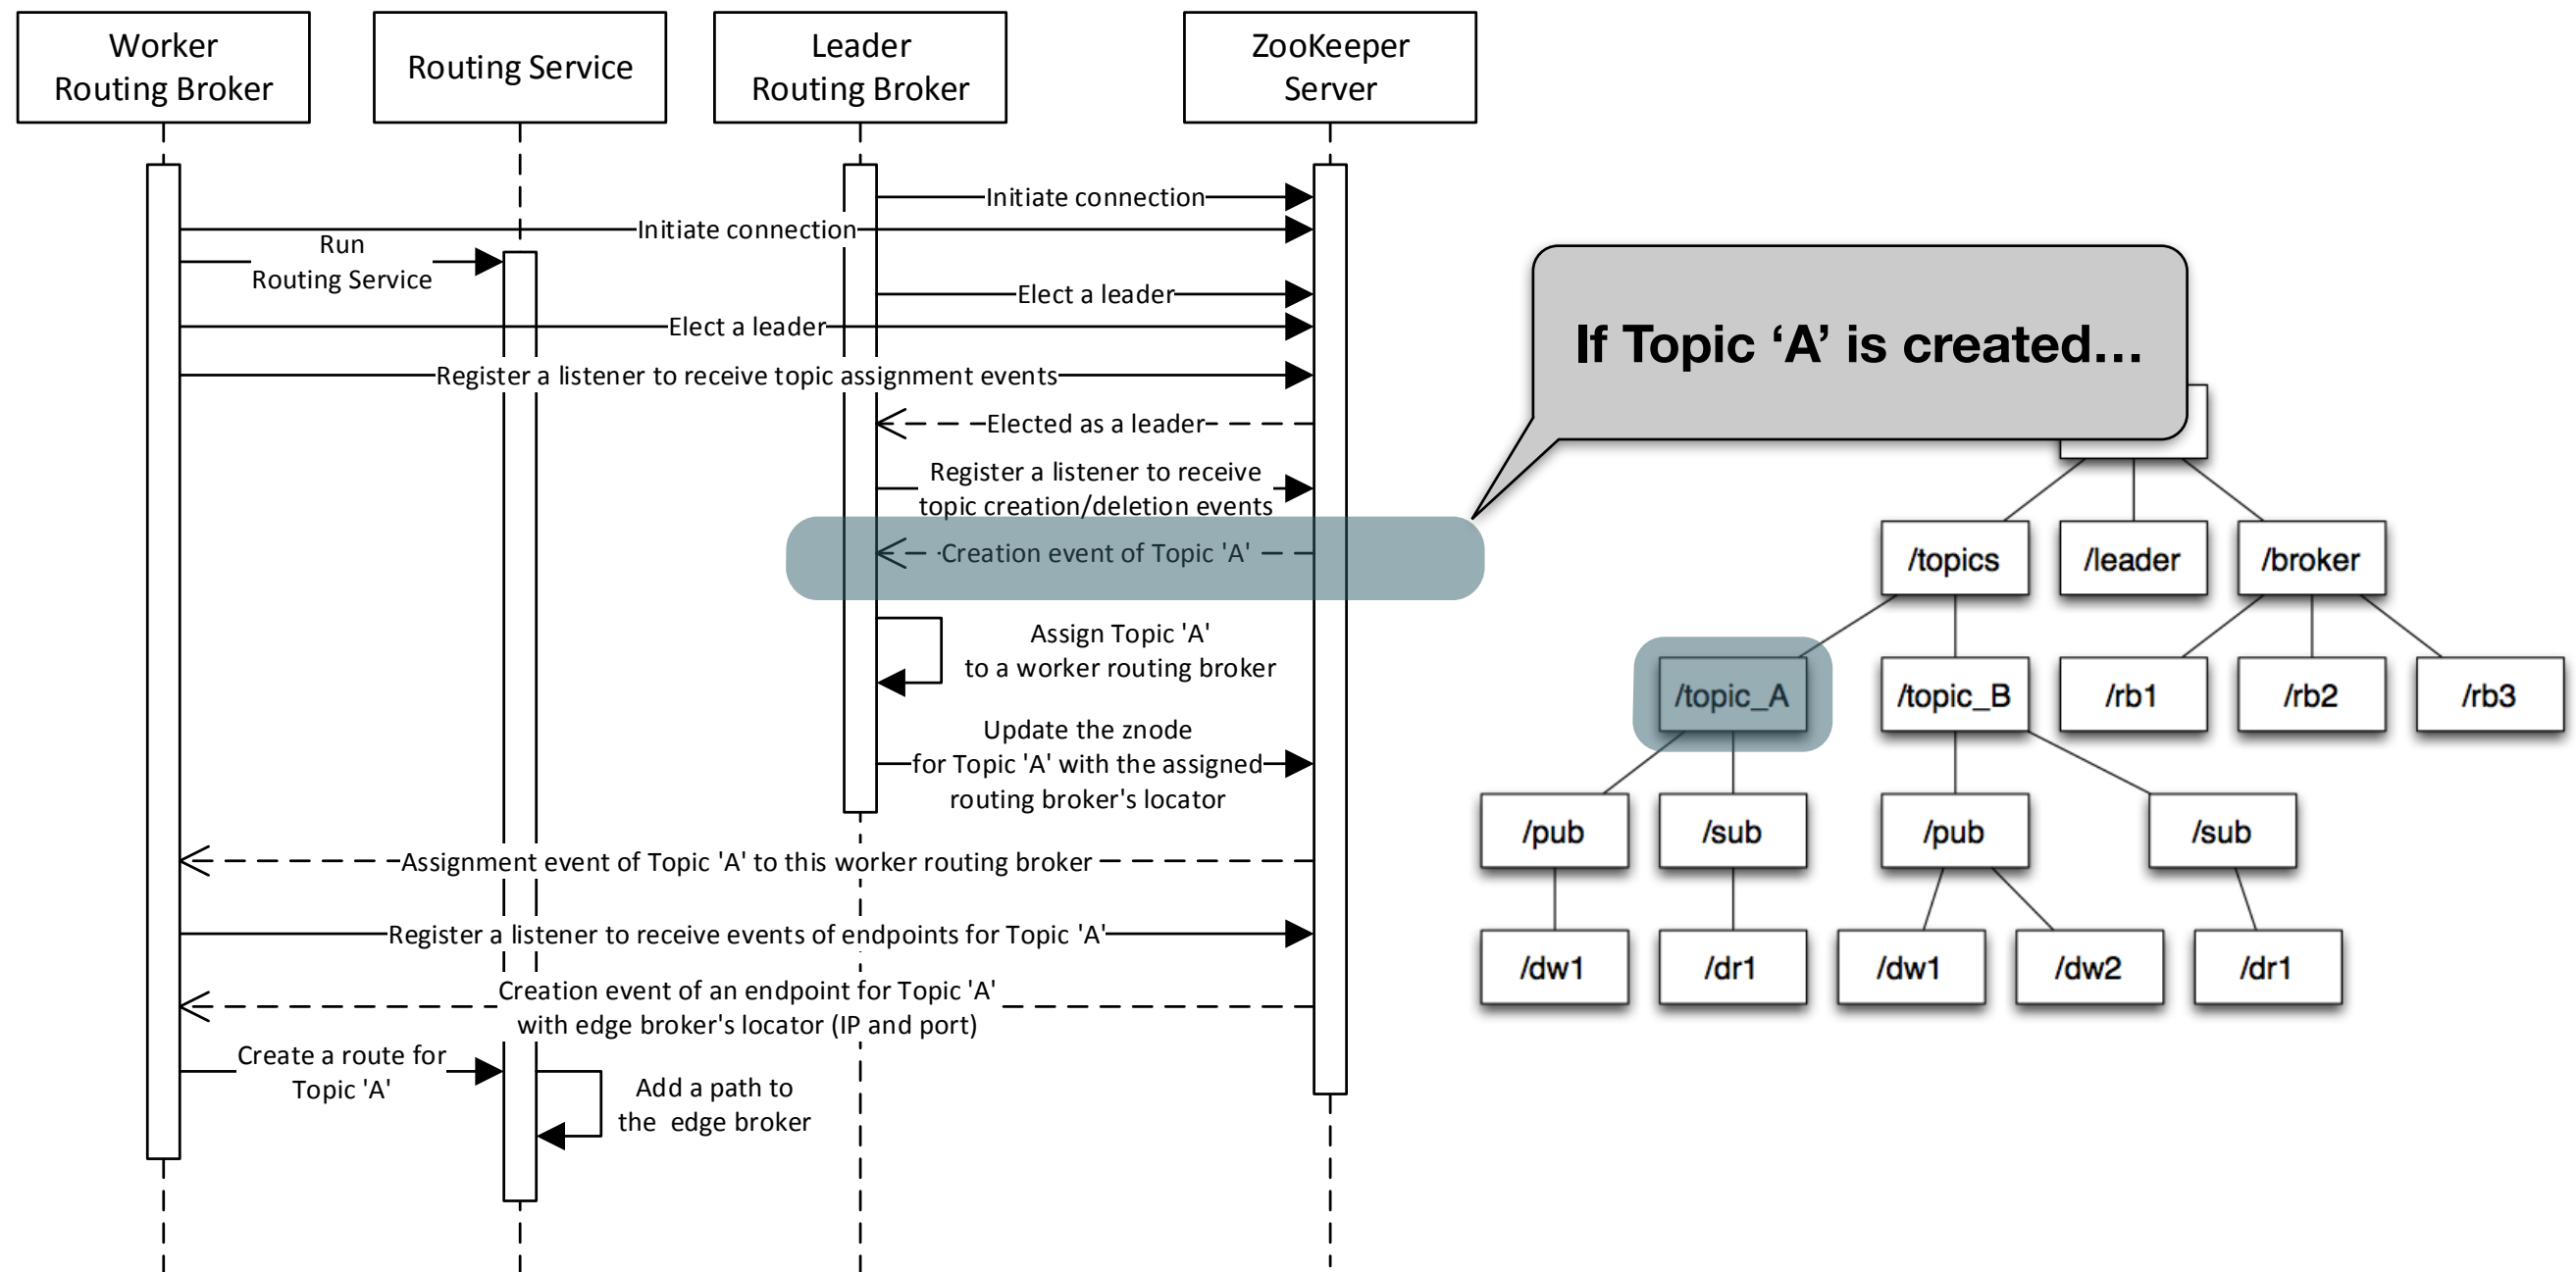 Worker
Routing Broker
Routing Service
Leader
Routing Broker
ZooKeeper
Server
Initiate connection
Initiate connection
Run
Routing Service
Elect a leader
Elect a leader
Register a listener to receive topic assignment events
Elected as a leader
Register a listener to receive
topic creation/deletion events
Creation event of Topic 'A'
Assign Topic 'A'
to a worker routing broker
Update the znode
for Topic 'A' with the assigned
routing broker's locator
Assignment event of Topic 'A' to this worker routing broker
Register a listener to receive events of endpoints for Topic 'A'
Creation event of an endpoint for Topic 'A'
with edge broker's locator (IP and port)
Create a route for
Topic 'A'
Add a path to
the edge broker
If Topic ‘A’ is created...
/topics
/leader
/broker
/topic_A
/topic_B
/rb1
/rb2
/rb3
/pub
/sub
/pub
/sub
/dw1
/dr1
/dw1
/dw2
/dr1